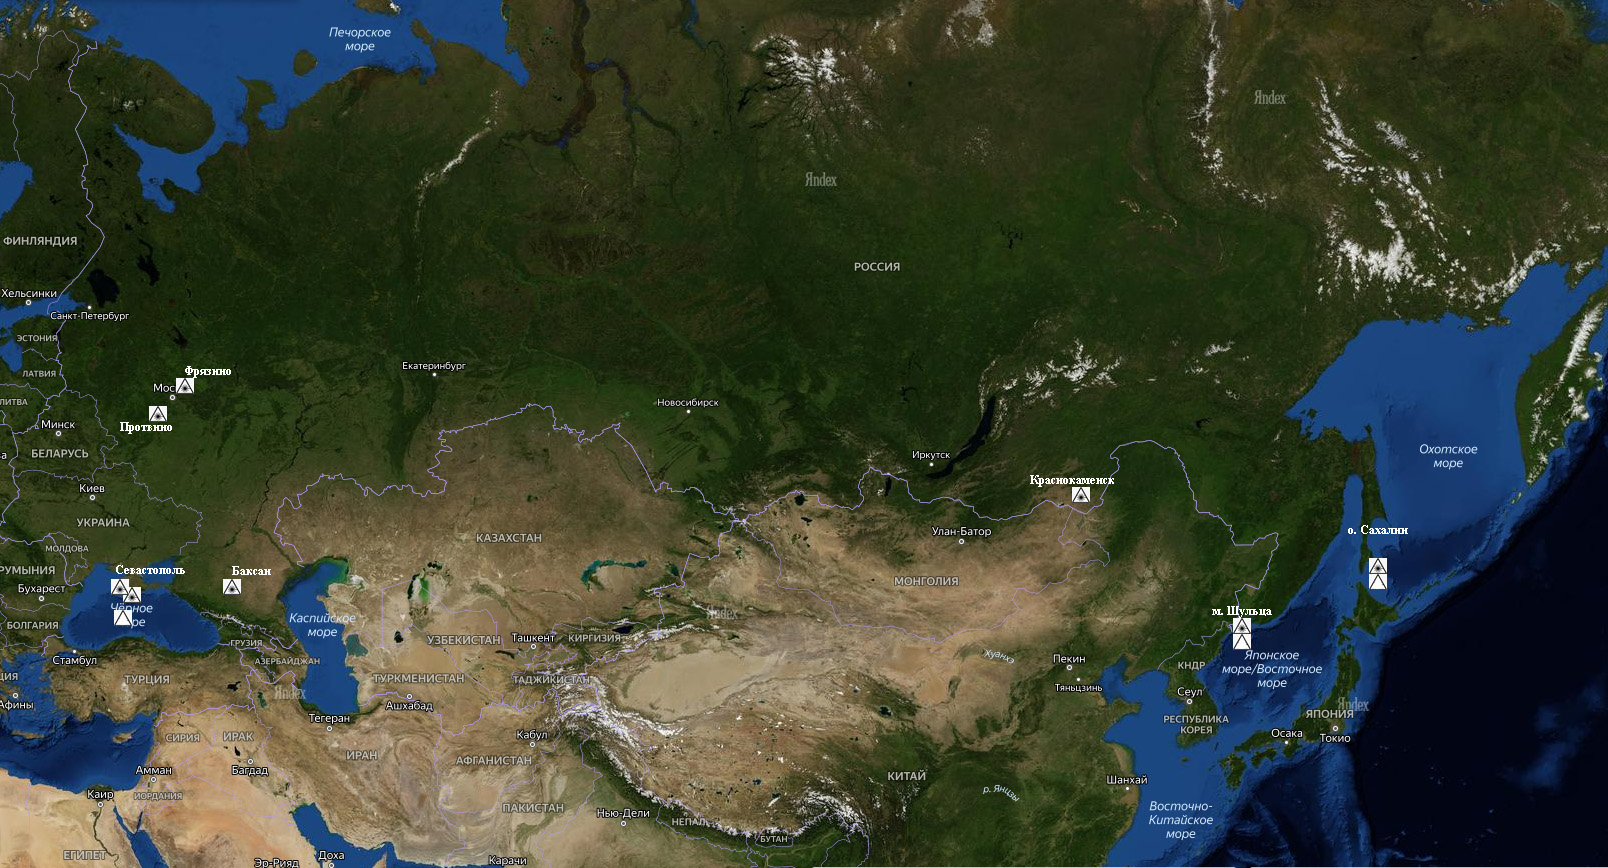 Печорское
море
Яndex
Яndex
ФИНЛЯНДИЯ
РОССИЯ
Хельсинки
Санкт-Петербург
ЭСТОНИЯ
Фрязино
Екатеринбург
ЛАТВИЯ
Мос
ЛИТВА
Новосибирск
Протвино
Минск
БЕЛАРУСЬ
Иркутск
Охотское
море
Краснокаменск
Киев
УКРАИНА
Улан-Батор
о. Сахалин
КАЗАХСТАН
МОЛДОВА
РУМЫНИЯ
Севастополь
Баксан
МОНГОЛИЯ
Бухарест
Чёрное
ре
м. Шульца
Яndex
Каспийское
море
БОЛГАРИЯ
ГРУЗИЯ
УЗБЕКИСТАН
Ташкент
КИРГИЗИЯ
Хуанхэ
Японское
море/Восточное
море
Стамбул
АЗЕРБАЙДЖАН
Пекин
КНДР
ЦИЯ
ТУРЦИЯ
ТУРКМЕНИСТАН
ТАДЖИКИСТАН
Тяньцзинь
Яndex
Ашхабад
Сеул
Афины
Яndex
Тегеран
РЕСПУБЛИКА
КОРЕЯ
ЯПОНИЯ
СИРИЯ
ИРАК
Кабул
Осака
Токио
ИРАН
АФГАНИСТАН
Амман
Багдад
КИТАЙ
Шанхай
Каир
ИОРДАНИЯ
ПАКИСТАН
р. Янцзы
Нью-Дели
НЕПАЛ
Восточно-
Китайское
море
БУТАН
ЕГИПЕТ
Эр-Рияд
Доха
Карачи